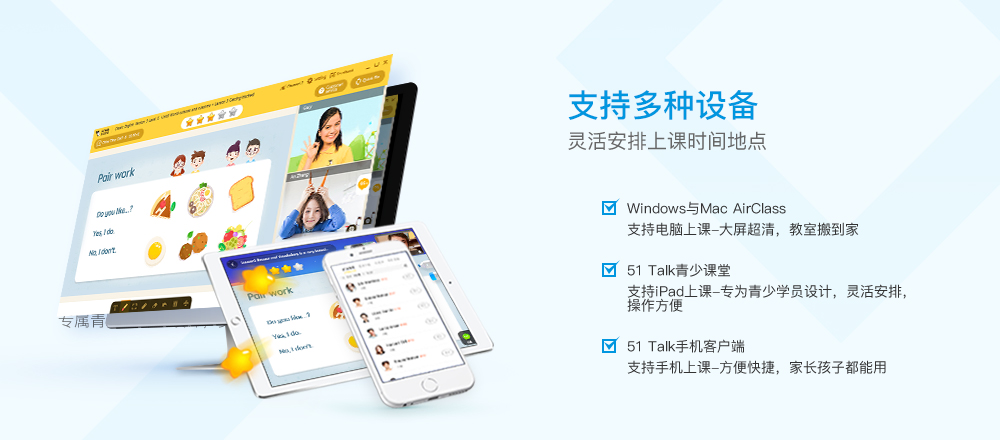 支持多种设备
灵活安排上课时间地点
Windows与Mac AirClass
支持电脑上课–大屏超清，教室搬到家
51 Talk青少课堂
支持iPad上课–专为青少学员设计，灵活安排，
操作方便
51 Talk手机客户端
支持手机上课–方便快捷，家长孩子都能用
Pair work
Do you like...?
Yes, I do.
No, I don't.
专属青
Pair work
Do you like...?
Yes, I do.
No, I don't.